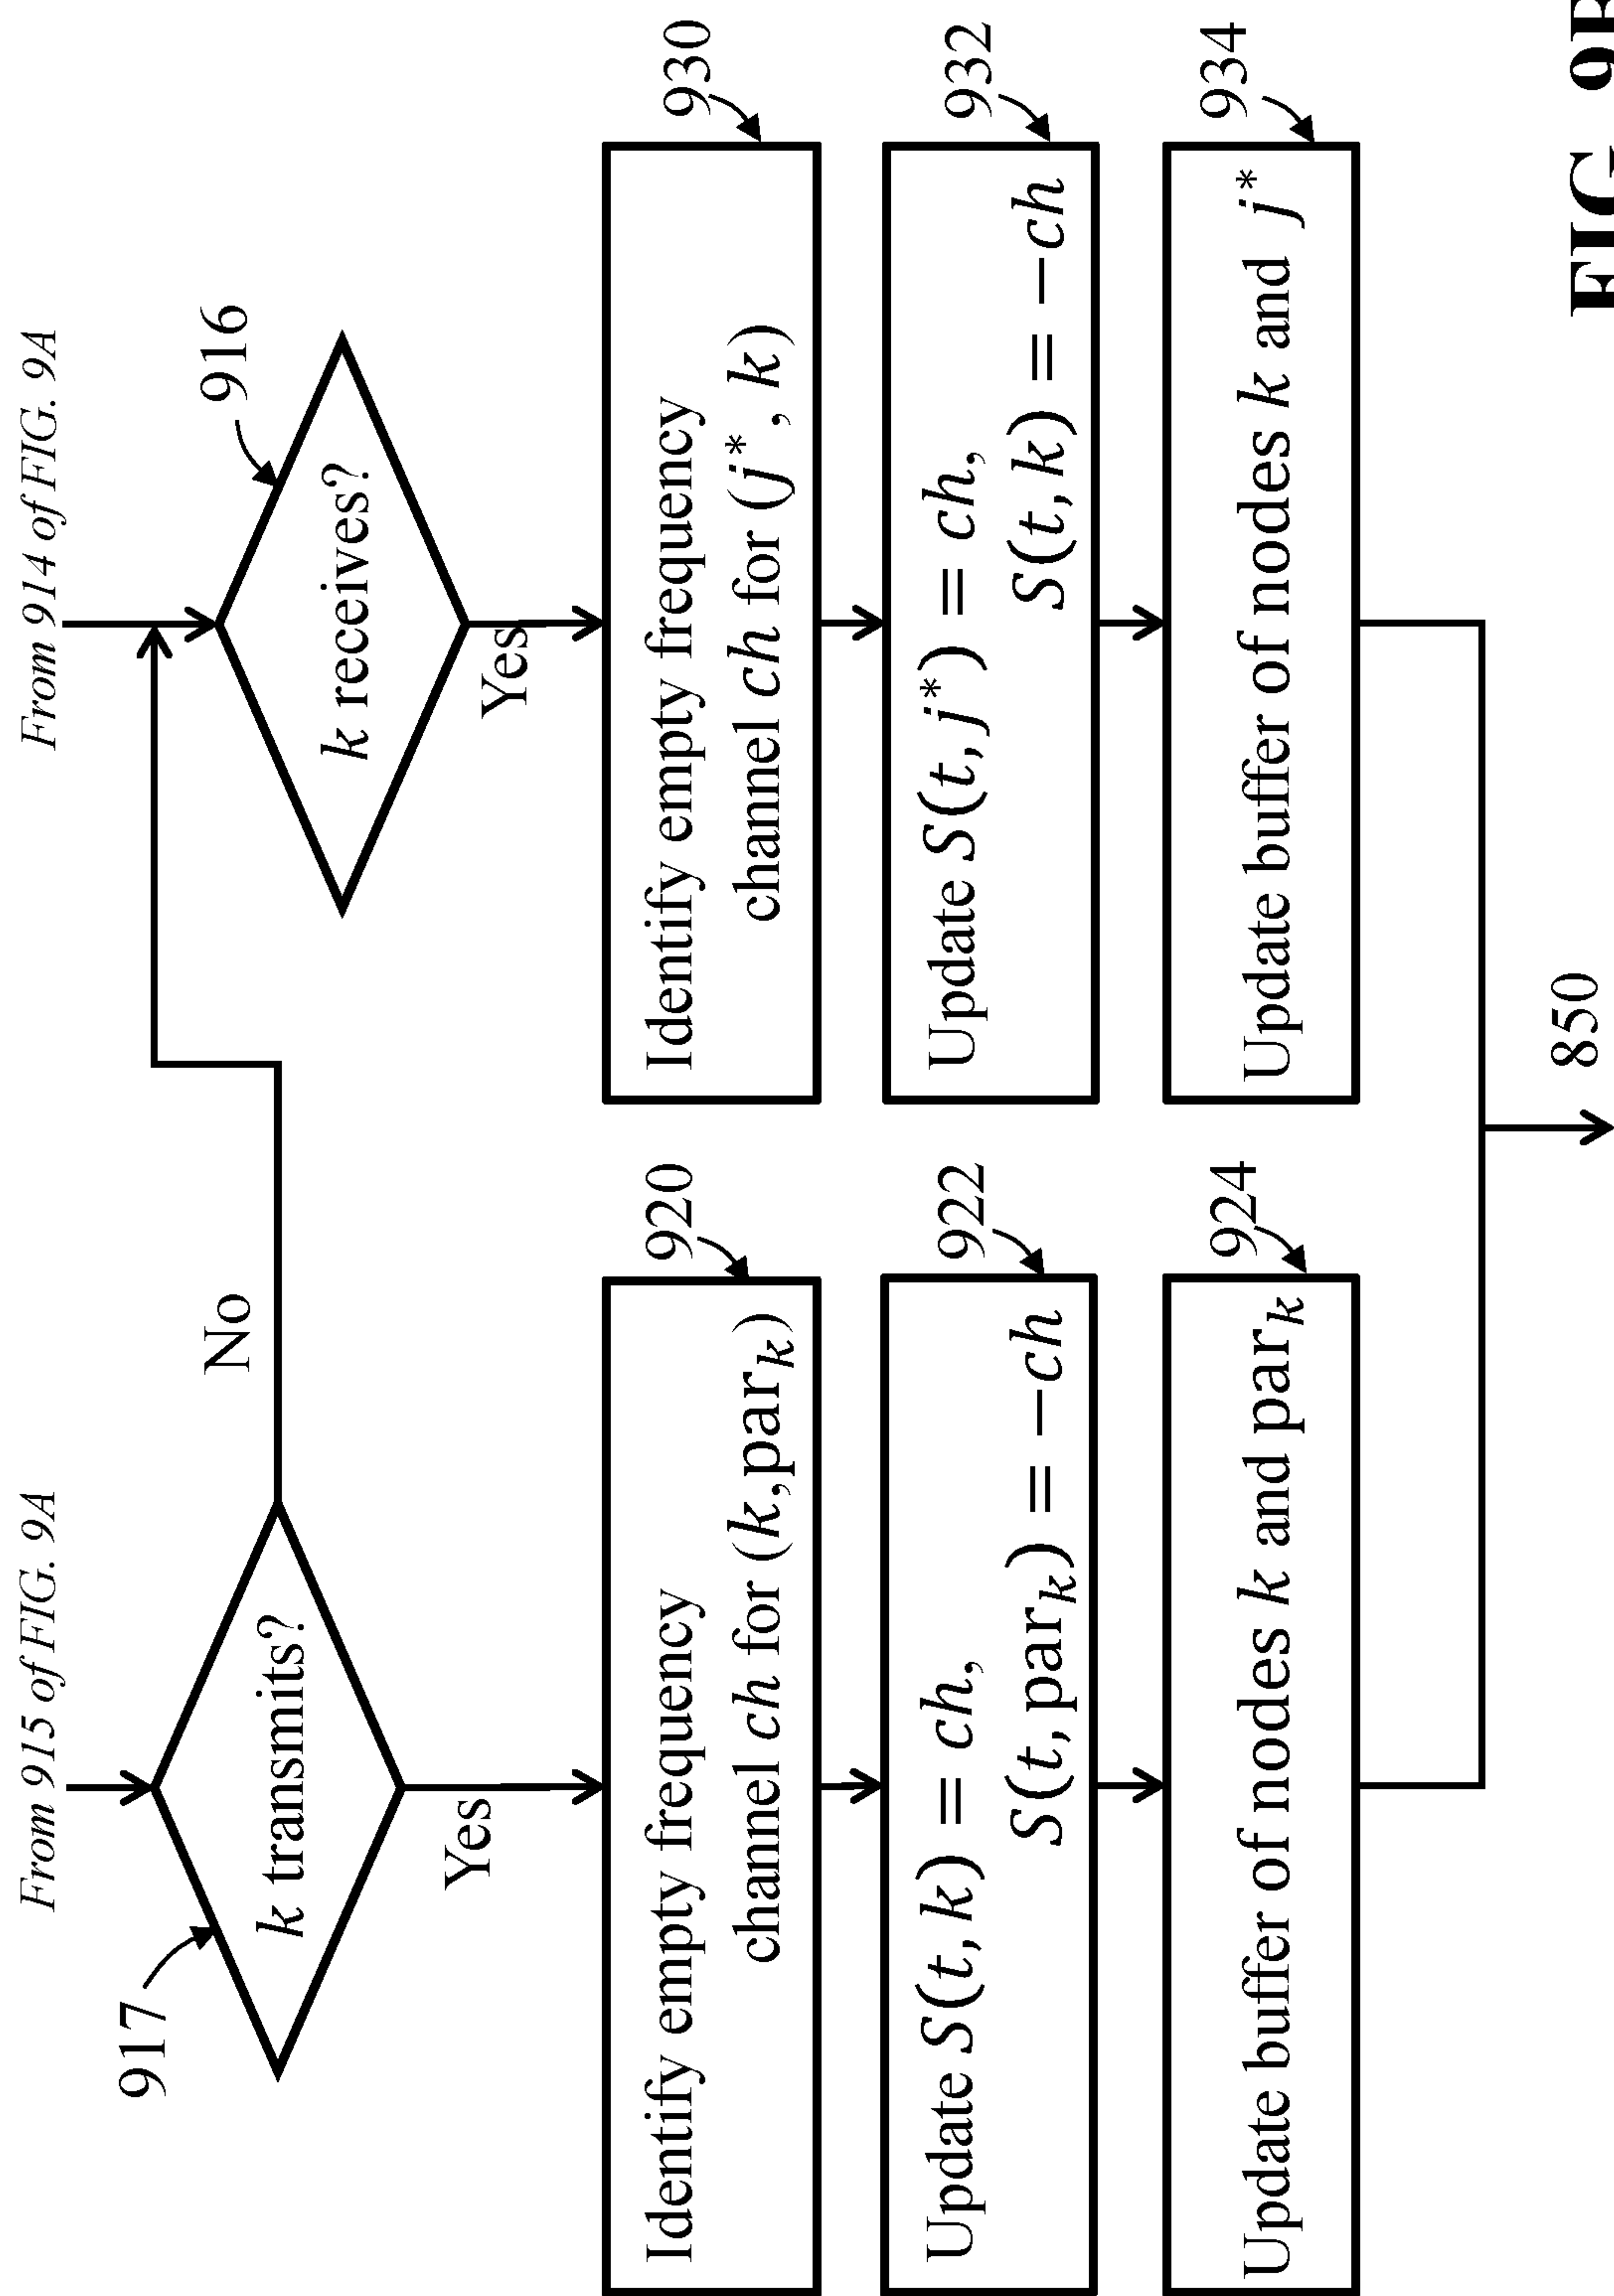 From 915 of FIG. 9A
917
k transmits?
No
Yes
Identify empty frequency
channel ch for (k,par_k)
920
Update S(t, k) = ch,
S(t, par_k) = −ch
922
Update buffer of nodes k and par_k
924
From 914 of FIG. 9A
916
k receives?
Yes
Identify empty frequency
channel ch for (j*, k)
930
Update S(t, j*) = ch,
S(t, k) = −ch
932
Update buffer of nodes k and j*
934
850
FIG. 9